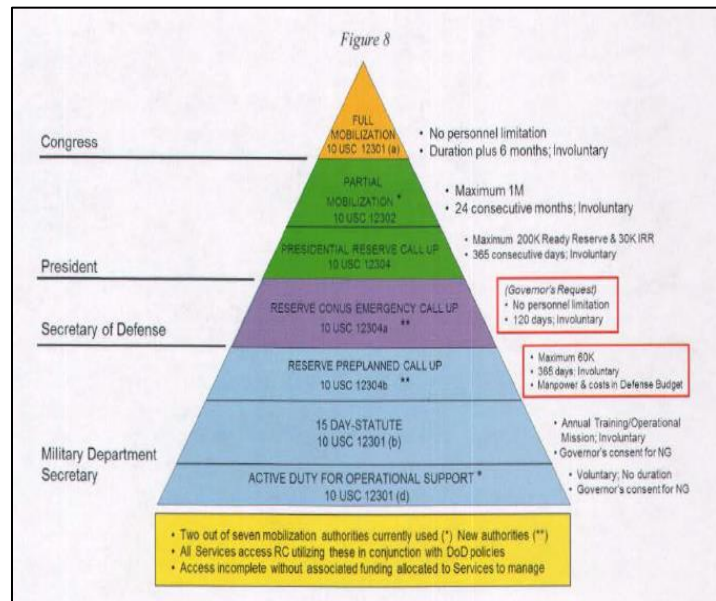 Figure 8
FULL
MOBILIZATION
10 USC 12301 (a)
Congress
• No personnel limitation
• Duration plus 6 months; Involuntary
PARTIAL
MOBILIZATION *
10 USC 12302
• Maximum 1M
• 24 consecutive months; Involuntary
PRESIDENTIAL RESERVE CALL UP
10 USC 12304
President
• Maximum 200K Ready Reserve & 30K IRR
• 365 consecutive days; Involuntary
RESERVE CONUS EMERGENCY CALL UP
10 USC 12304a **
Secretary of Defense
(Governor's Request)
• No personnel limitation
• 120 days; Involuntary
RESERVE PREPLANNED CALL UP
10 USC 12304b **
• Maximum 60K
• 365 days; Involuntary
• Manpower & costs in Defense Budget
15 DAY-STATUTE
10 USC 12301 (b)
• Annual Training/Operational
Mission; Involuntary
• Governor's consent for NG
Military Department
Secretary
ACTIVE DUTY FOR OPERATIONAL SUPPORT *
10 USC 12301 (d)
• Voluntary; No duration
• Governor's consent for NG
• Two out of seven mobilization authorities currently used (*) New authorities (**)
• All Services access RC utilizing these in conjunction with DoD policies
• Access incomplete without associated funding allocated to Services to manage